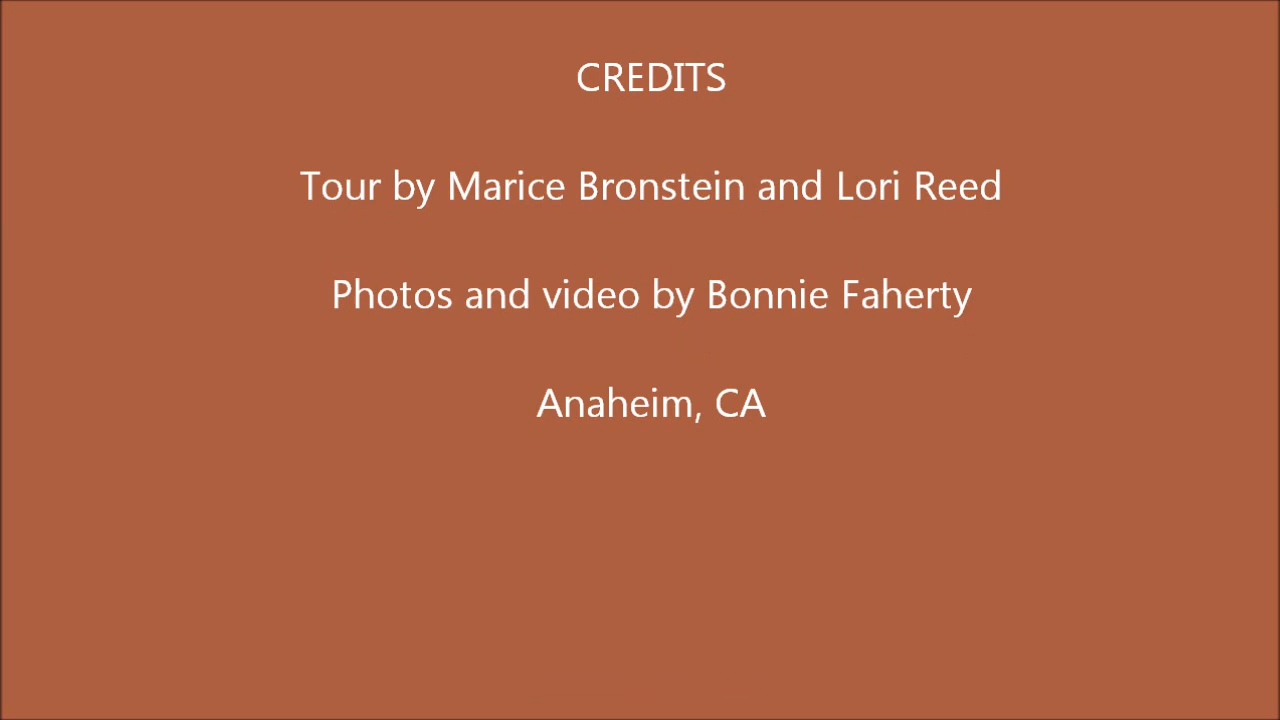 CREDITS
Tour by Marice Bronstein and Lori Reed
Photos and video by Bonnie Faherty
Anaheim, CA